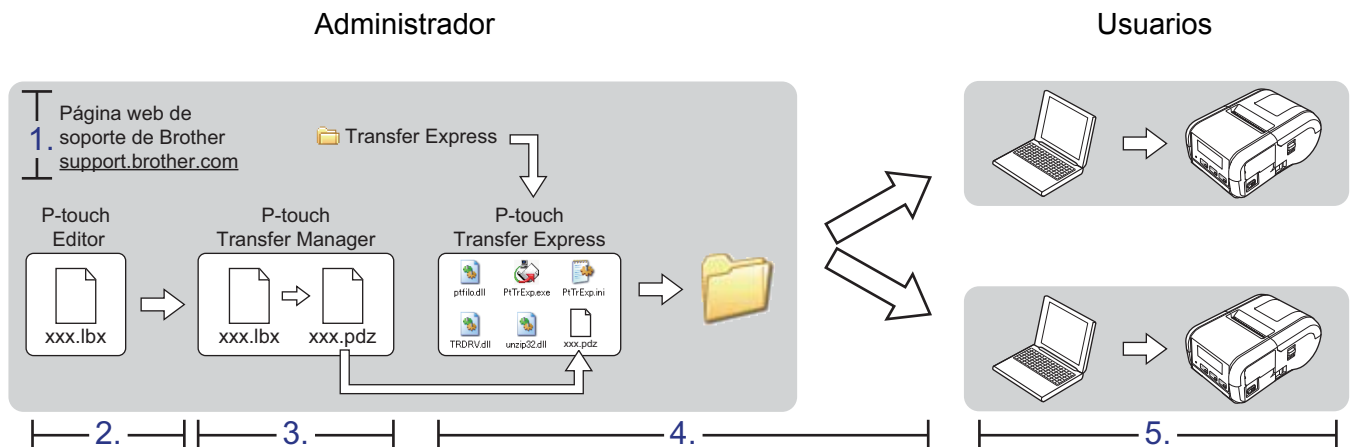 Administrador
Usuarios
1.
Página web de
soporte de Brother
support.brother.com
Transfer Express
P-touch
Editor
xxx.lbx
P-touch
Transfer Manager
xxx.lbx
xxx.pdz
P-touch
Transfer Express
ptfilo.dll
PtTrExp.exe
PtTrExp.ini
TRDRV.dll
unzip32.dll
xxx.pdz
2.
3.
4.
5.